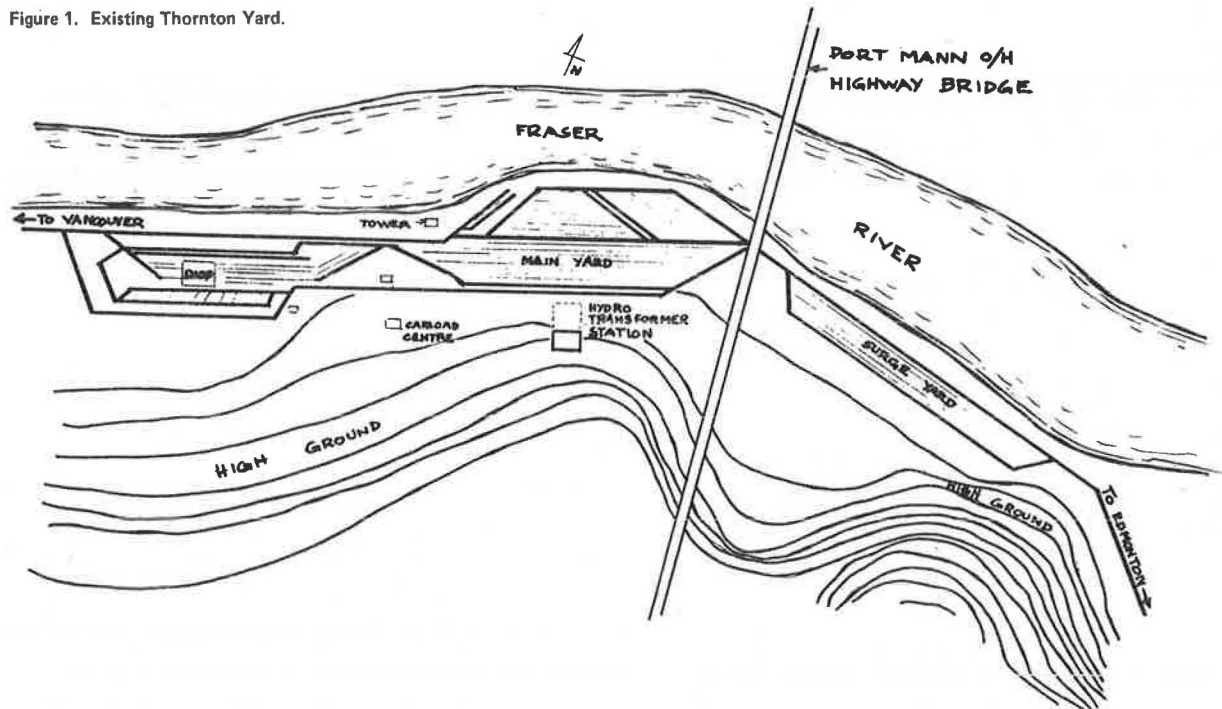 Figure 1. Existing Thornton Yard.
N
PORT MANN O/H
HIGHWAY BRIDGE
FRASER
RIVER
TO VANCOUVER
TOWER
MAIN YARD
SHOP
HYDRO
TRANSFORMER
STATION
CARLOAD
CENTRE
SURGE YARD
HIGH GROUND
HIGH GROUND
TO EDMONTON